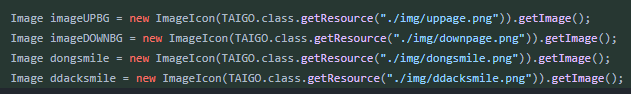 Image imageUPBG = new ImageIcon(TAIGO.class.getResource("./img/uppage.png")).getImage();
Image imageDOWNBG = new ImageIcon(TAIGO.class.getResource("./img/downpage.png")).getImage();
Image dongsmile = new ImageIcon(TAIGO.class.getResource("./img/dongsmile.png")).getImage();
Image ddacksmile = new ImageIcon(TAIGO.class.getResource("./img/ddacksmile.png")).getImage();